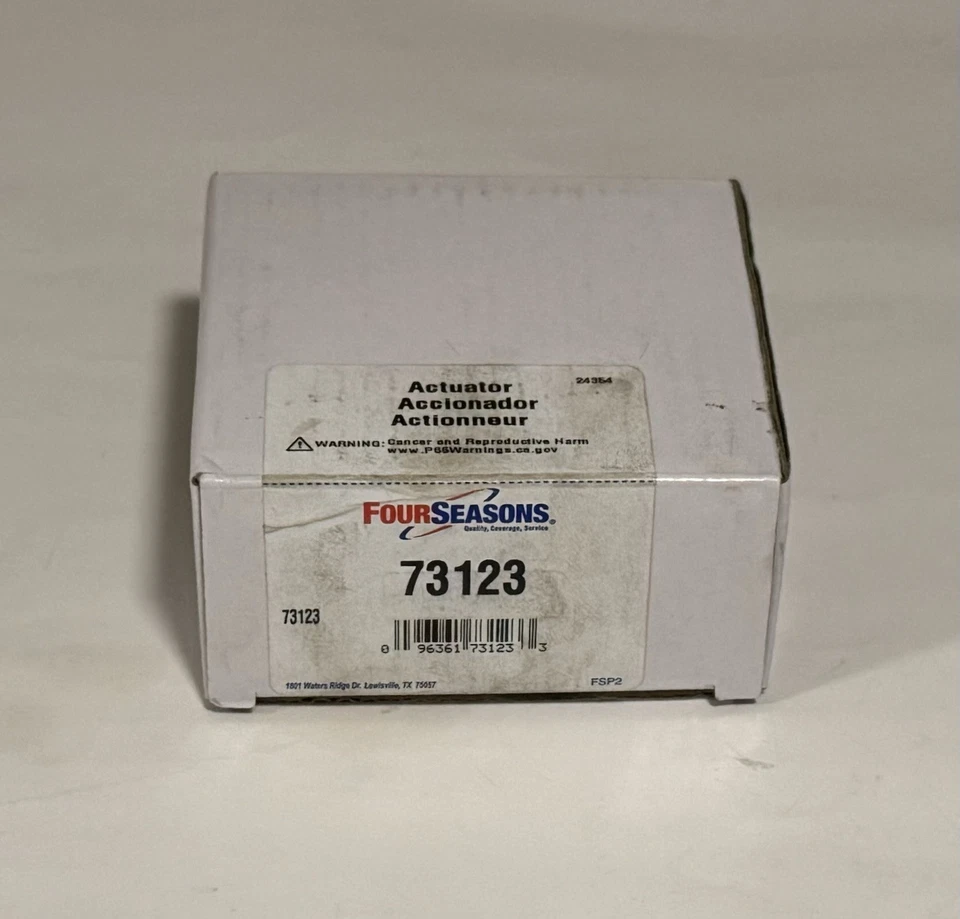 Actuator
24354
Accionador
Actionneur
WARNING: Cancer and Reproductive Harm
www.P65Warnings.ca.gov
FOURSEASONS®
Quality, Coverage, Service
73123
73123
0 96361 73123 3
1801 Waters Ridge Dr. Lewisville, TX 75057
FSP2